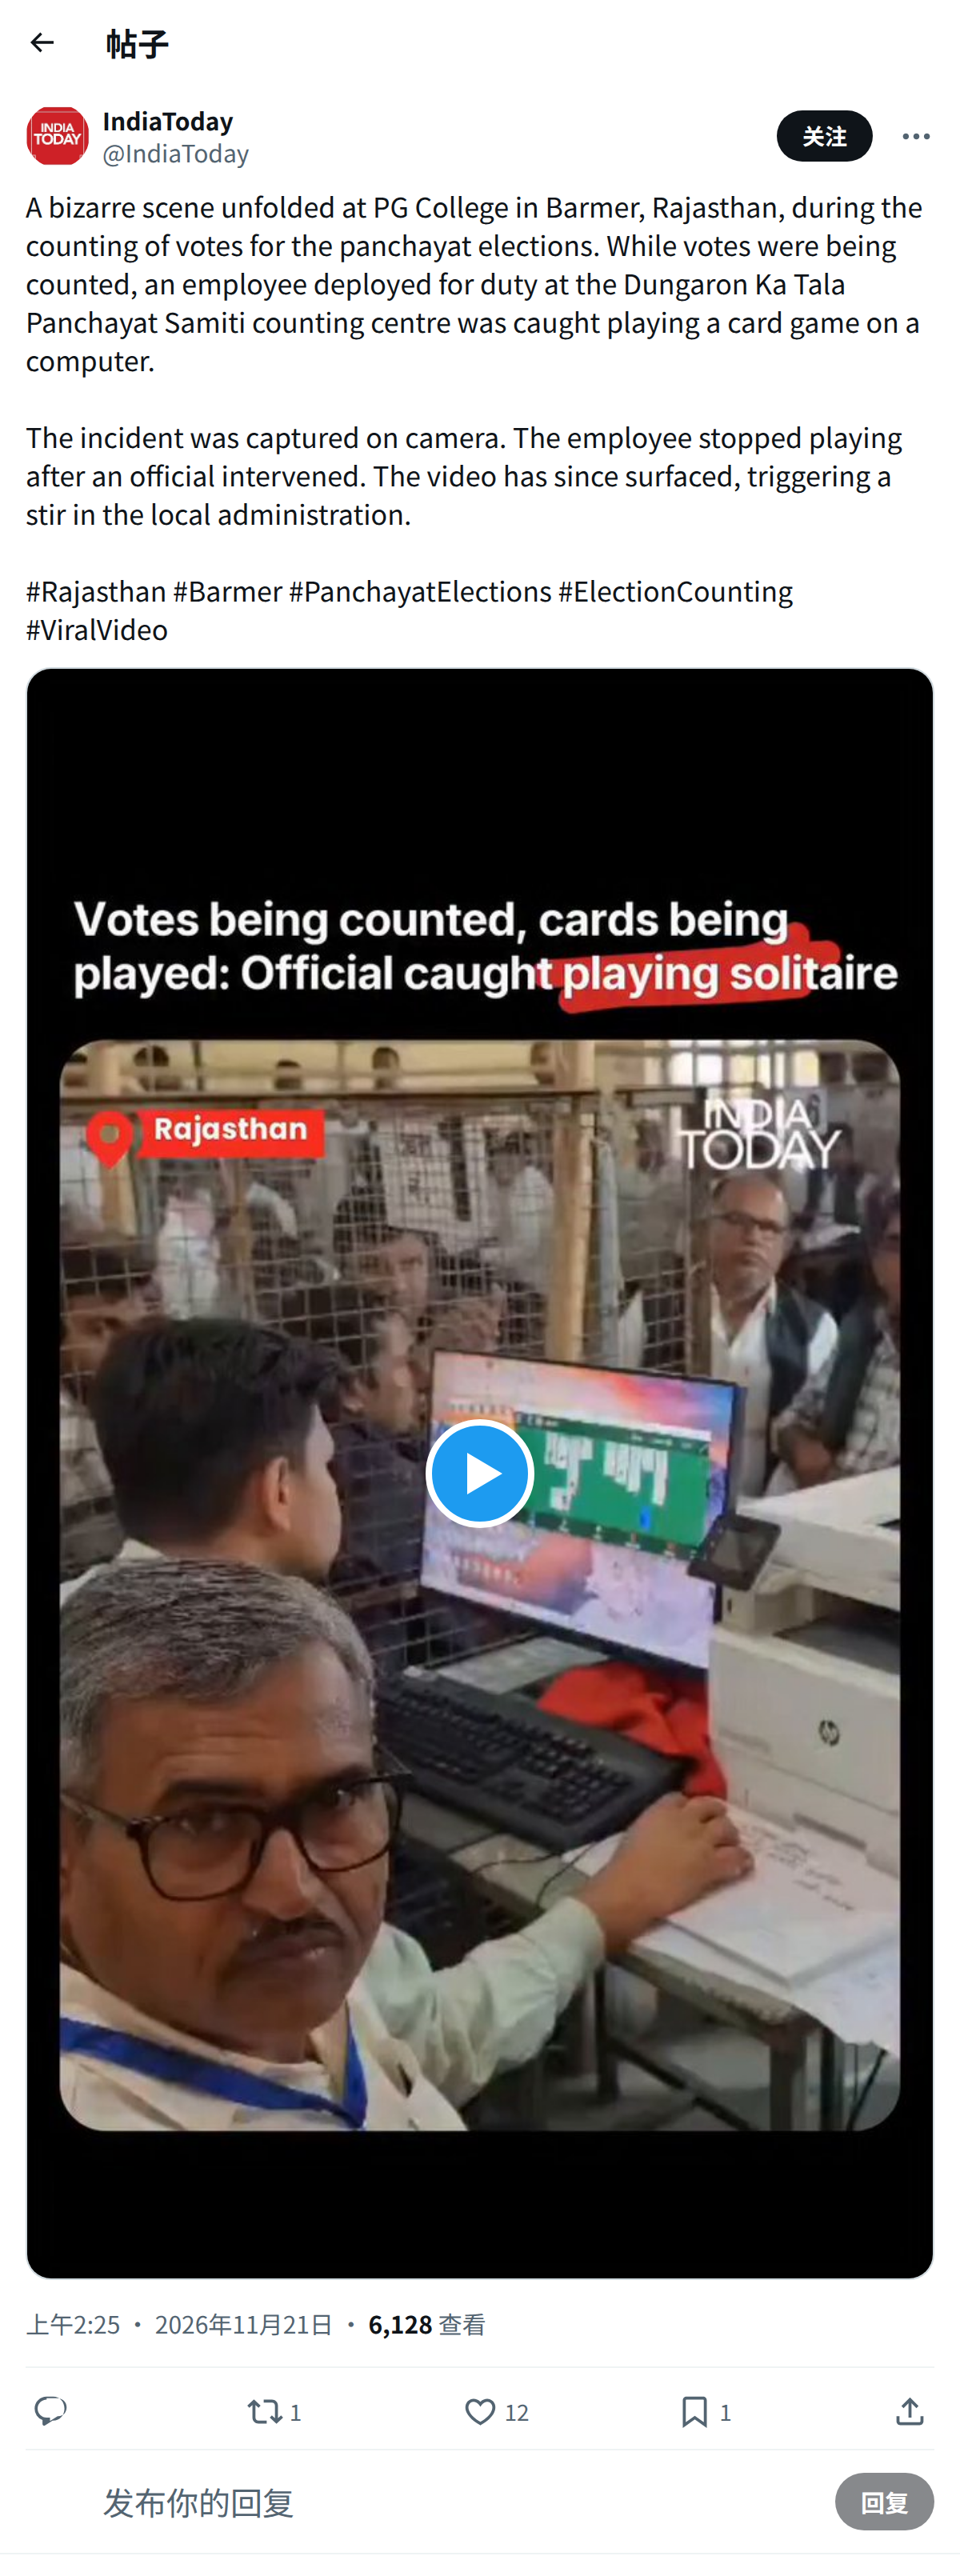 帖子
INDIA
TODAY
IndiaToday
@IndiaToday
关注
A bizarre scene unfolded at PG College in Barmer, Rajasthan, during the
counting of votes for the panchayat elections. While votes were being
counted, an employee deployed for duty at the Dungaron Ka Tala
Panchayat Samiti counting centre was caught playing a card game on a
computer.
The incident was captured on camera. The employee stopped playing
after an official intervened. The video has since surfaced, triggering a
stir in the local administration.
#Rajasthan #Barmer #PanchayatElections #ElectionCounting
#ViralVideo
Votes being counted, cards being
played: Official caught playing solitaire
Rajasthan
INDIA
TODAY
hp
上午2:25 · 2026年11月21日 · 6,128 查看
1
12
1
发布你的回复
回复